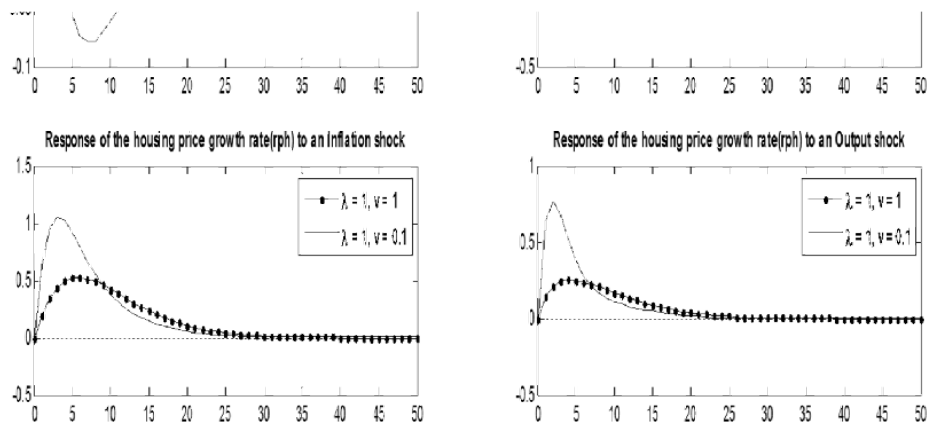 -0.1
0 5 10 15 20 25 30 35 40 45 50
-0.5
0 5 10 15 20 25 30 35 40 45 50
Response of the housing price growth rate(rph) to an Inflation shock
1.5
1
0.5
0
-0.5
0 5 10 15 20 25 30 35 40 45 50
λ = 1, v = 1
λ = 1, v = 0.1
Response of the housing price growth rate(rph) to an Output shock
1
0.5
0
-0.5
0 5 10 15 20 25 30 35 40 45 50
λ = 1, v = 1
λ = 1, v = 0.1